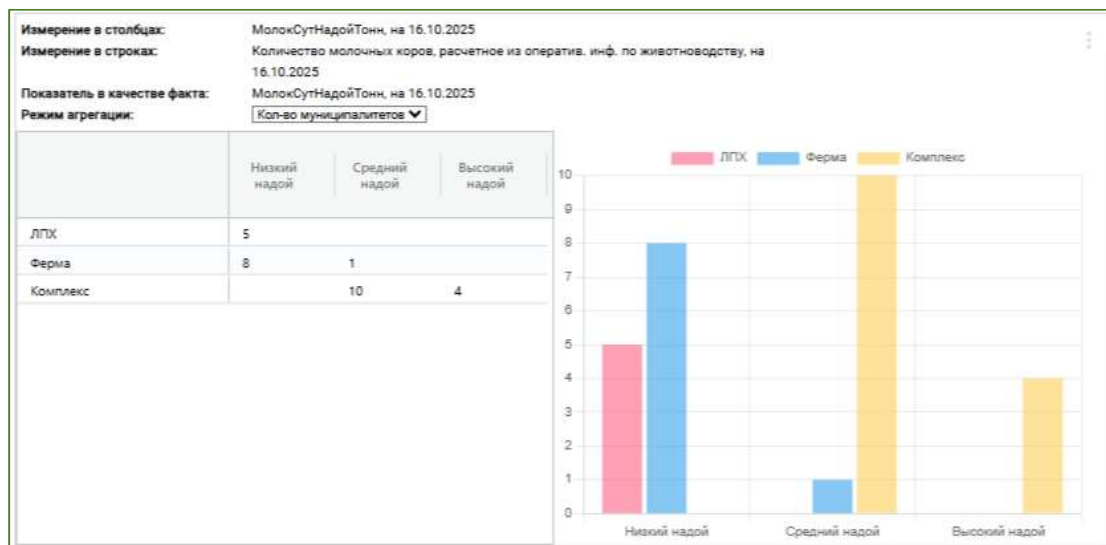 Измерение в столбцах: МолокСутНадойТонн, на 16.10.2025
Измерение в строках: Количество молочных коров, расчетное из оператив. инф. по животноводству, на
16.10.2025
Показатель в качестве факта: МолокСутНадойТонн, на 16.10.2025
Режим агрегации: Кол-во муниципалитетов
Низкий надой Средний надой Высокий надой
ЛПХ 5
Ферма 8 1
Комплекс 10 4
ЛПХ Ферма Комплекс
10
9
8
7
6
5
4
3
2
1
0
Низкий надой Средний надой Высокий надой